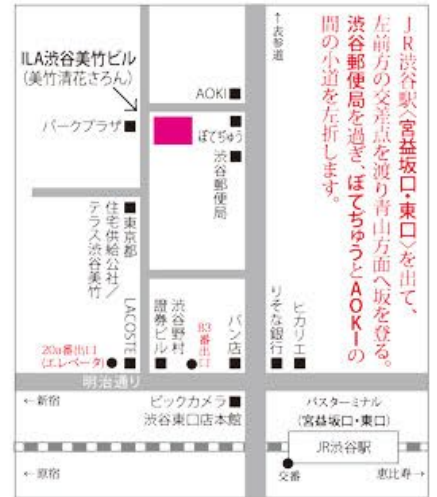 JR渋谷駅〈宮益坂口・東口〉を出て、
左前方の交差点を渡り青山方面へ坂を登る。
渋谷郵便局を過ぎ、ぽてぢゅうとAOKIの
間の小道を左折します。
↑表参道
ILA渋谷美竹ビル
(美竹清花さろん)
AOKI
パークプラザ
ぽてぢゅう
渋谷郵便局
東京都
住宅供給公社/
テラス渋谷美竹
LACOSTE
渋谷野村
證券ビル
B3
番出口
パン店
りそな銀行
ヒカリエ
20a番出口
(エレベータ)
明治通り
←新宿
ビックカメラ
渋谷東口店本館
バスターミナル
(宮益坂口・東口)
JR渋谷駅
←原宿
交番
恵比寿→